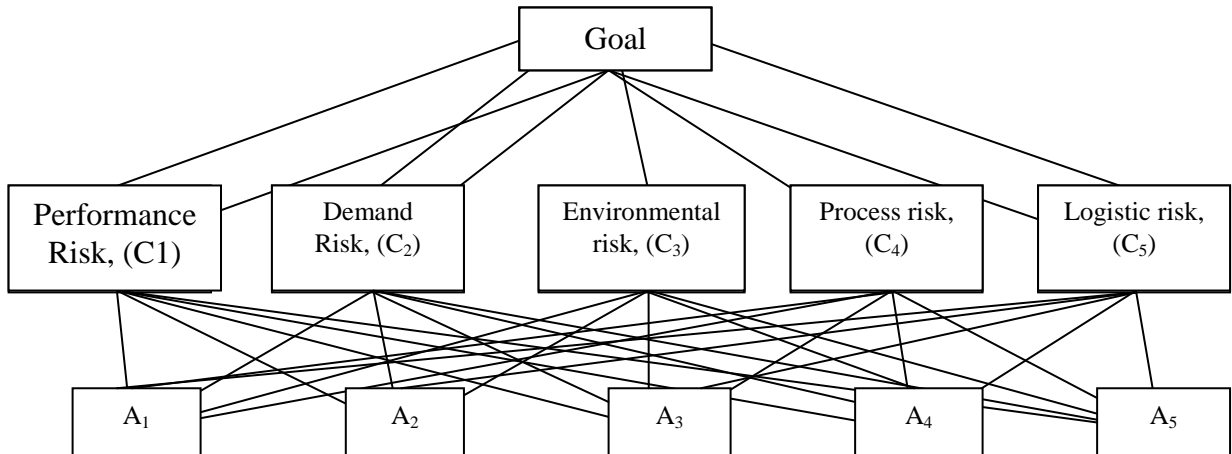 Goal
Performance
Risk, (C1)
Demand
Risk, (C₂)
Environmental
risk, (C₃)
Process risk,
(C₄)
Logistic risk,
(C₅)
A₁
A₂
A₃
A₄
A₅